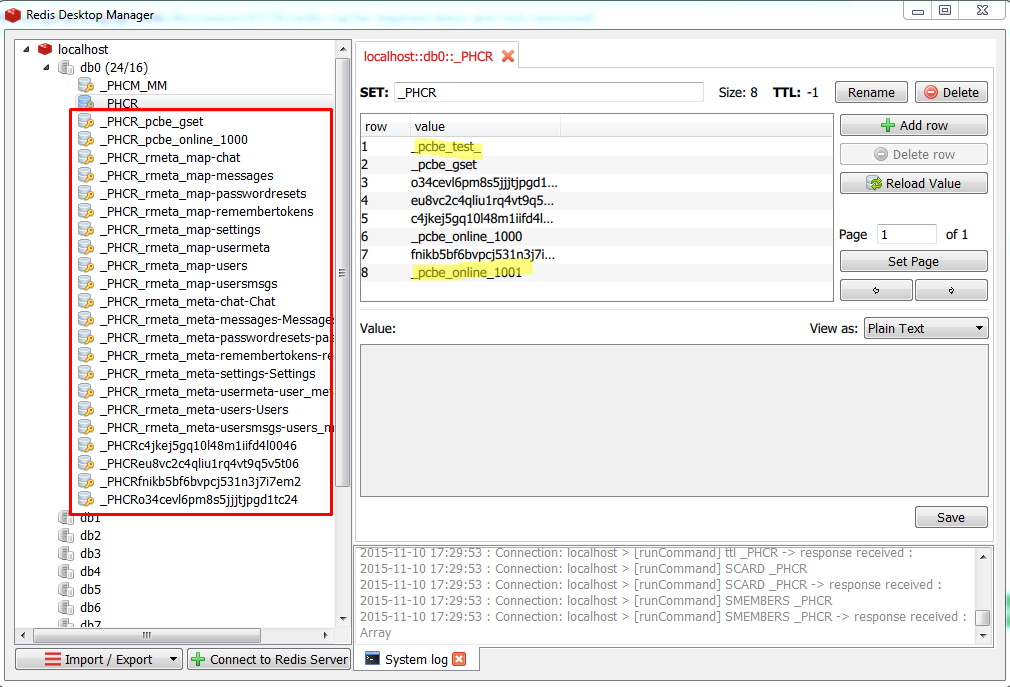 Redis Desktop Manager
localhost
db0 (24/16)
_PHCM_MM
_PHCR
_PHCR_pcbe_gset
_PHCR_pcbe_online_1000
_PHCR_rmeta_map-chat
_PHCR_rmeta_map-messages
_PHCR_rmeta_map-passwordresets
_PHCR_rmeta_map-remembertokens
_PHCR_rmeta_map-settings
_PHCR_rmeta_map-usermeta
_PHCR_rmeta_map-users
_PHCR_rmeta_map-usersmsgs
_PHCR_rmeta_meta-chat-Chat
_PHCR_rmeta_meta-messages-Message
_PHCR_rmeta_meta-passwordresets-pa
_PHCR_rmeta_meta-remembertokens-re
_PHCR_rmeta_meta-settings-Settings
_PHCR_rmeta_meta-usermeta-user_me
_PHCR_rmeta_meta-users-Users
_PHCR_rmeta_meta-usersmsgs-users_m
_PHCRc4jkej5gq10l48m1iifd4l0046
_PHCReu8vc2c4qliu1rq4vt9q5v5t06
_PHCRfnikb5bf6bvpcj531n3j7i7em2
_PHCRo34cevl6pm8s5jjjtjpgd1tc24
db1
db2
db3
db4
db5
db6
db7
Import / Export
Connect to Redis Server
localhost::db0::_PHCR
SET: _PHCR Size: 8 TTL: -1 Rename Delete
row value
1 _pcbe_test_
2 _pcbe_gset
3 o34cevl6pm8s5jjjtjpgd1...
4 eu8vc2c4qliu1rq4vt9q5...
5 c4jkej5gq10l48m1iifd4l...
6 _pcbe_online_1000
7 fnikb5bf6bvpcj531n3j7i...
8 _pcbe_online_1001
Add row
Delete row
Reload Value
Page 1 of 1
Set Page
Value: View as: Plain Text
Save
2015-11-10 17:29:53 : Connection: localhost > [runCommand] ttl _PHCR -> response received :
2015-11-10 17:29:53 : Connection: localhost > [runCommand] SCARD _PHCR
2015-11-10 17:29:53 : Connection: localhost > [runCommand] SCARD _PHCR -> response received :
2015-11-10 17:29:53 : Connection: localhost > [runCommand] SMEMBERS _PHCR
2015-11-10 17:29:53 : Connection: localhost > [runCommand] SMEMBERS _PHCR -> response received :
Array
System log